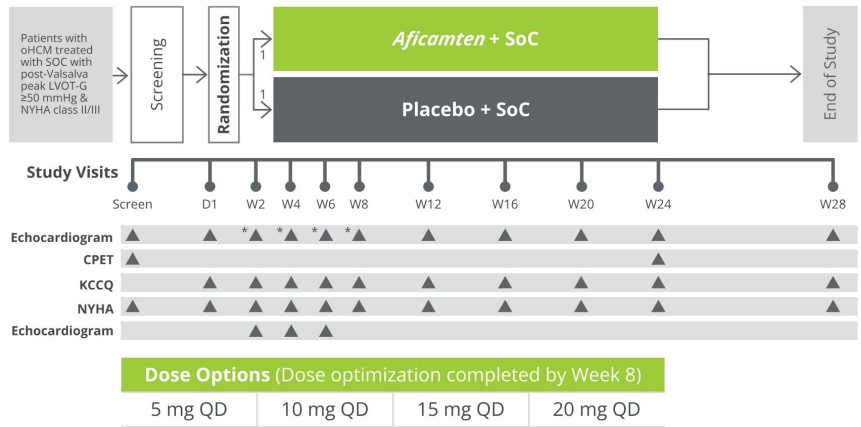 Patients with
oHCM treated
with SOC with
post-Valsalva
peak LVOT-G
≥50 mmHg &
NYHA class II/III
Screening
Randomization
1
1
Aficamten + SoC
Placebo + SoC
End of Study
Study Visits
Screen D1 W2 W4 W6 W8 W12 W16 W20 W24 W28
Echocardiogram * * * *
CPET
KCCQ
NYHA
Echocardiogram
Dose Options (Dose optimization completed by Week 8)
5 mg QD 10 mg QD 15 mg QD 20 mg QD